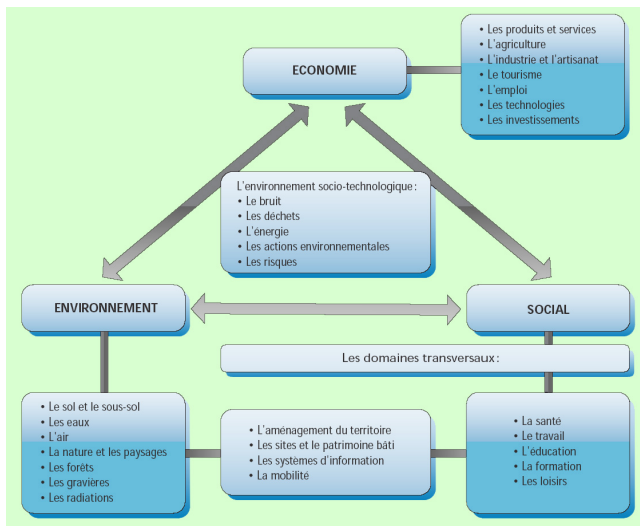 ECONOMIE
• Les produits et services
• L'agriculture
• L'industrie et l'artisanat
• Le tourisme
• L'emploi
• Les technologies
• Les investissements
L'environnement socio-technologique :
• Le bruit
• Les déchets
• L'énergie
• Les actions environnementales
• Les risques
ENVIRONNEMENT
SOCIAL
Les domaines transversaux :
• Le sol et le sous-sol
• Les eaux
• L'air
• La nature et les paysages
• Les forêts
• Les gravières
• Les radiations
• L'aménagement du territoire
• Les sites et le patrimoine bâti
• Les systèmes d'information
• La mobilité
• La santé
• Le travail
• L'éducation
• La formation
• Les loisirs